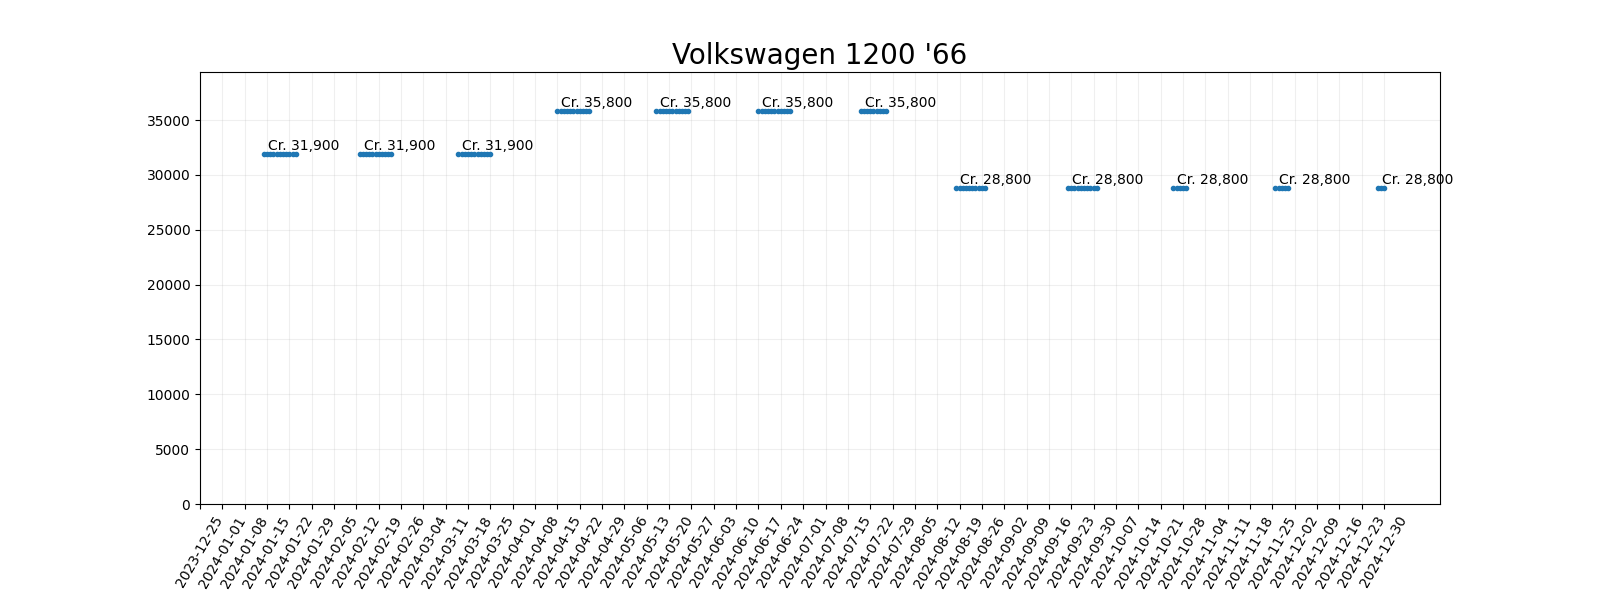 Volkswagen 1200 '66
Cr. 35,800 Cr. 35,800 Cr. 35,800 Cr. 35,800
35000
Cr. 31,900 Cr. 31,900 Cr. 31,900
30000
Cr. 28,800 Cr. 28,800 Cr. 28,800 Cr. 28,800 Cr. 28,800
25000
20000
15000
10000
5000
0
2023-12-25 2024-01-01 2024-01-08 2024-01-15 2024-01-22 2024-01-29 2024-02-05 2024-02-12 2024-02-19 2024-02-26 2024-03-04 2024-03-11 2024-03-18 2024-03-25 2024-04-01 2024-04-08 2024-04-15 2024-04-22 2024-04-29 2024-05-06 2024-05-13 2024-05-20 2024-05-27 2024-06-03 2024-06-10 2024-06-17 2024-06-24 2024-07-01 2024-07-08 2024-07-15 2024-07-22 2024-07-29 2024-08-05 2024-08-12 2024-08-19 2024-08-26 2024-09-02 2024-09-09 2024-09-16 2024-09-23 2024-09-30 2024-10-07 2024-10-14 2024-10-21 2024-10-28 2024-11-04 2024-11-11 2024-11-18 2024-11-25 2024-12-02 2024-12-09 2024-12-16 2024-12-23 2024-12-30